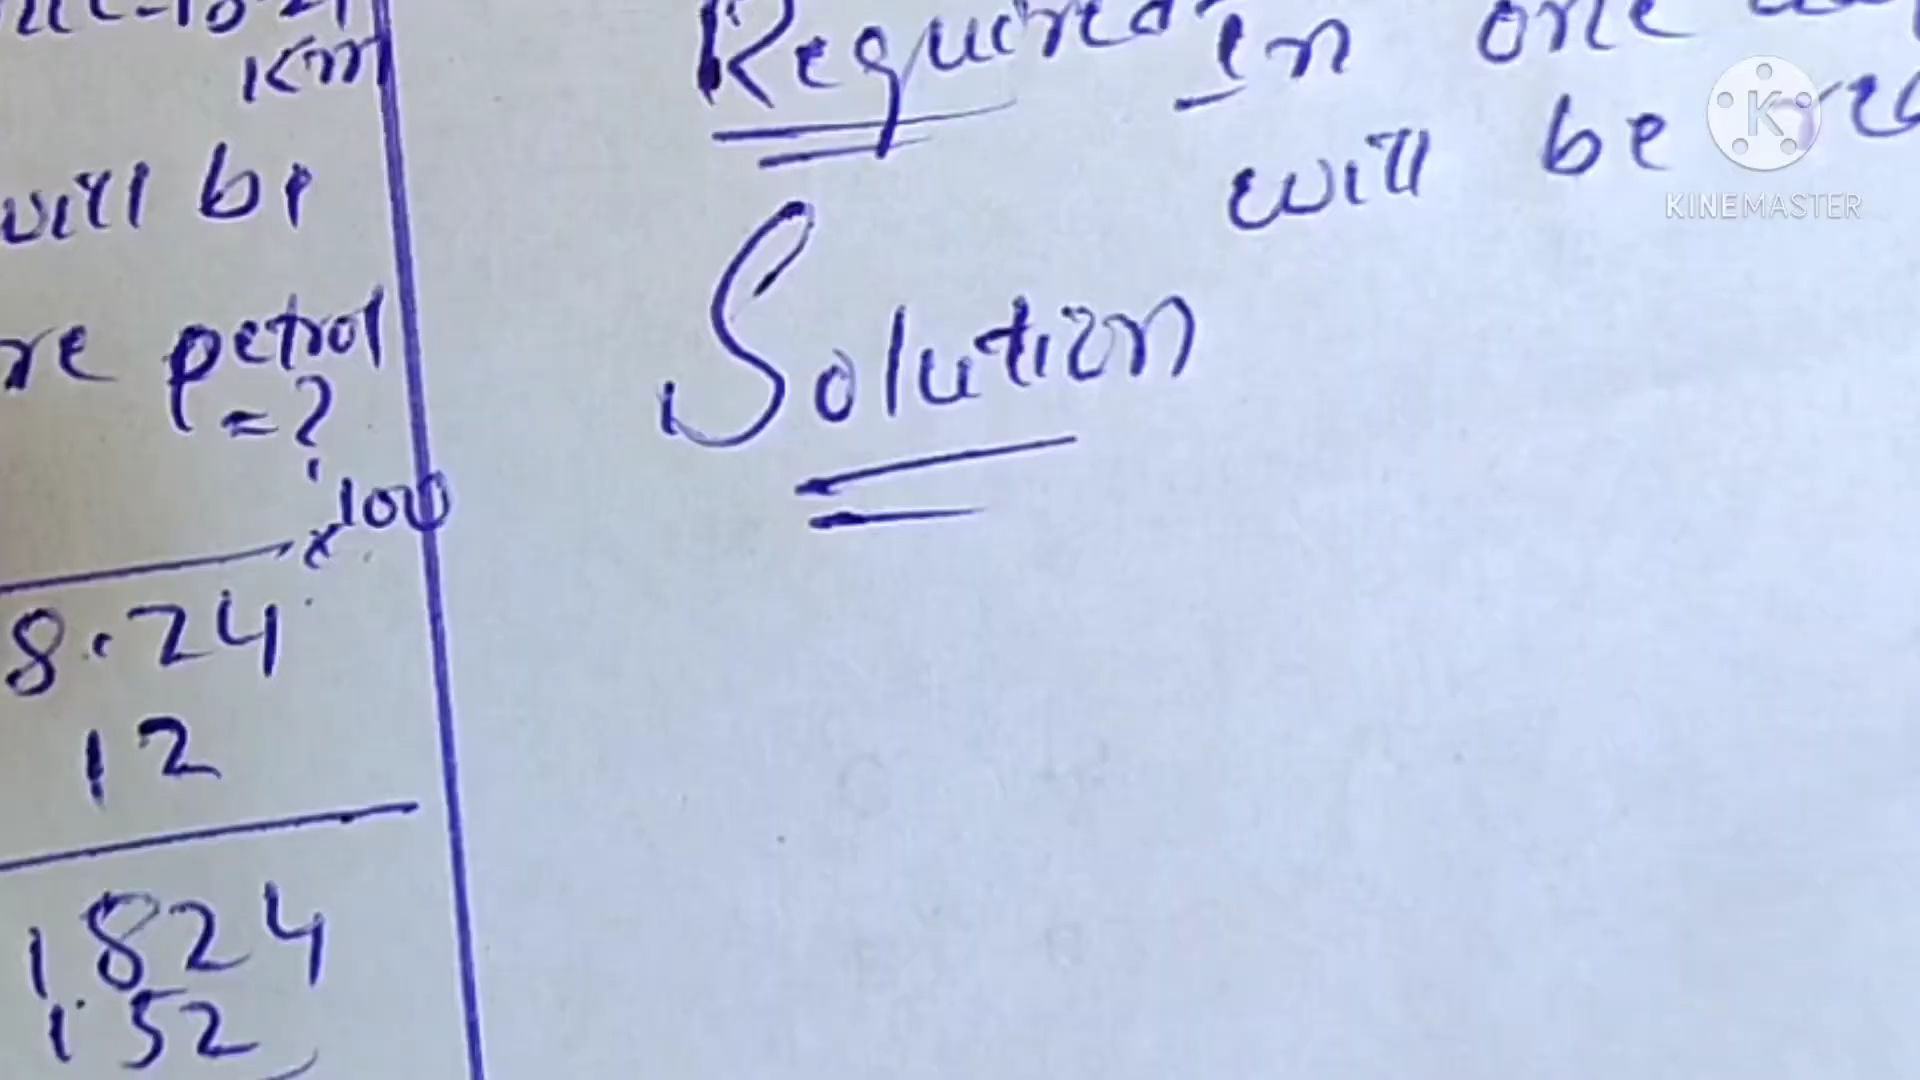 Km
will be
re petrol
= ?
x 100
8.24
12
1824
152
Required In one
will be
Solution
KINEMASTER